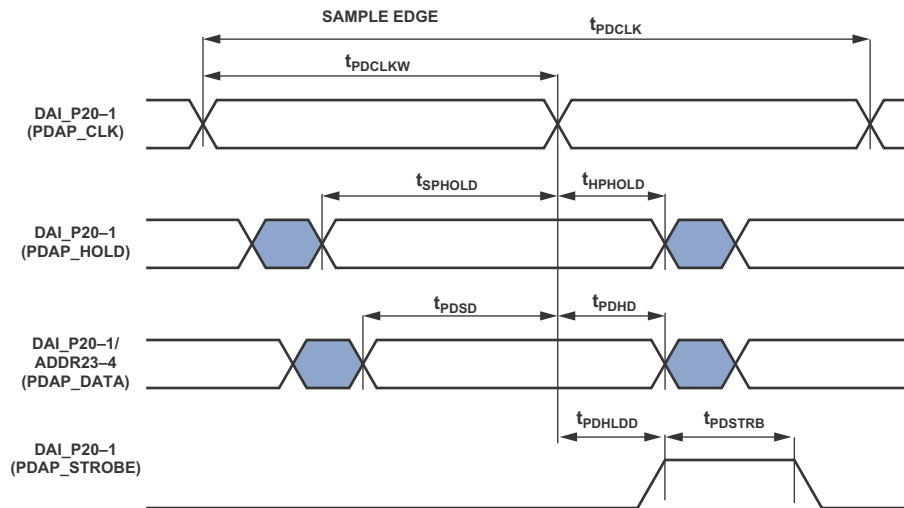 SAMPLE EDGE
tPDCLK
tPDCLKW
DAI_P20–1
(PDAP_CLK)
tSPHOLD
tHPHOLD
DAI_P20–1
(PDAP_HOLD)
tPDSD
tPDHD
DAI_P20–1/
ADDR23–4
(PDAP_DATA)
tPDHLDD
tPDSTRB
DAI_P20–1
(PDAP_STROBE)